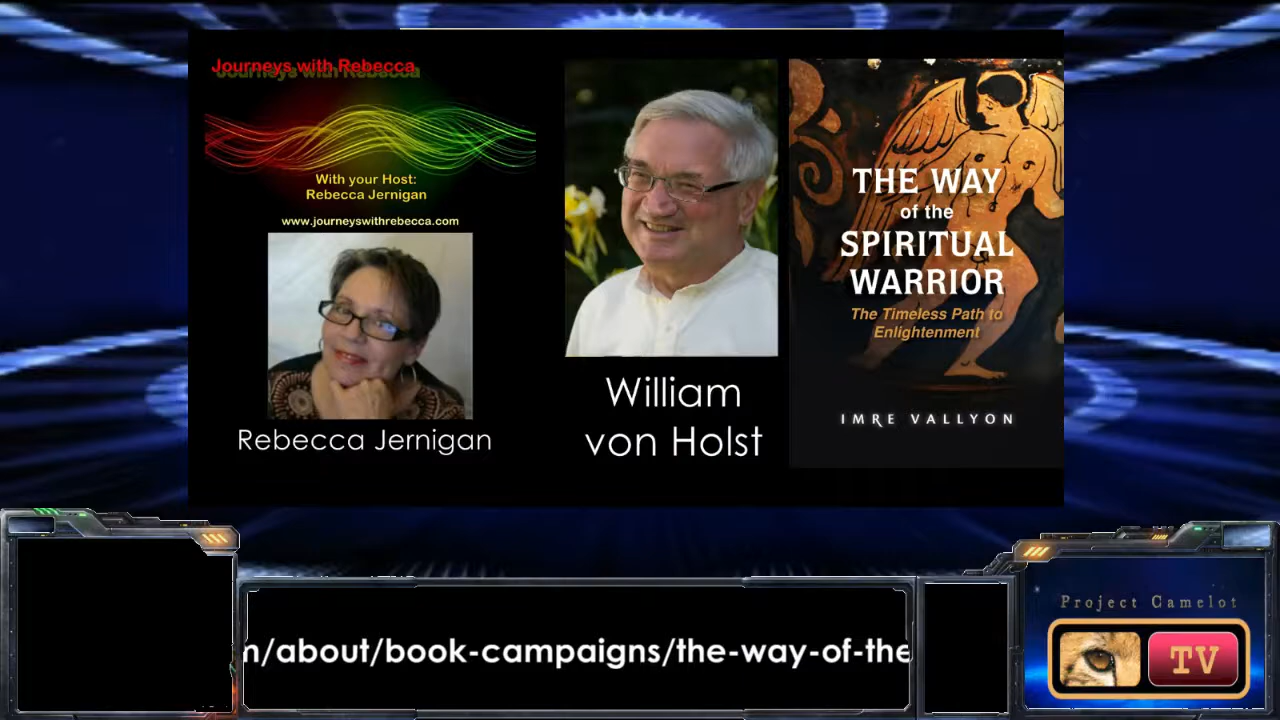 Journeys with Rebecca
With your Host:
Rebecca Jernigan
www.journeyswithrebecca.com
Rebecca Jernigan
William
von Holst
THE WAY
of the
SPIRITUAL
WARRIOR
The Timeless Path to
Enlightenment
IMRE VALLYON
m/about/book-campaigns/the-way-of-the
Project Camelot
TV